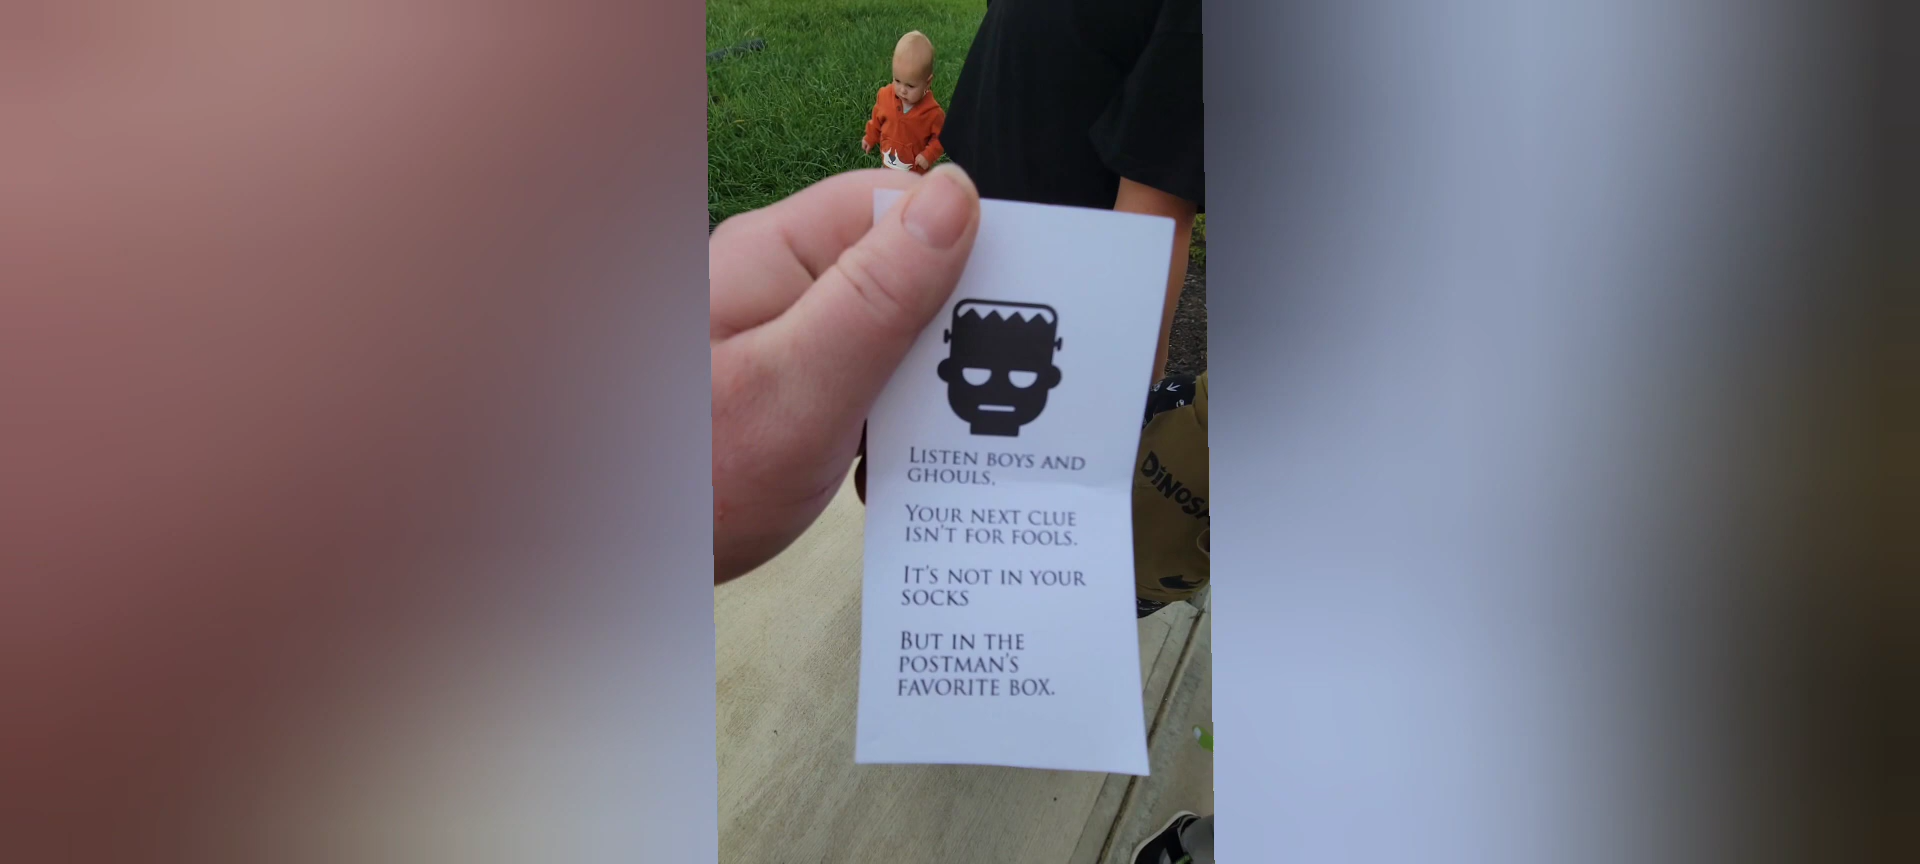 LISTEN BOYS AND
GHOULS,
YOUR NEXT CLUE
ISN'T FOR FOOLS.
IT'S NOT IN YOUR
SOCKS
BUT IN THE
POSTMAN'S
FAVORITE BOX.